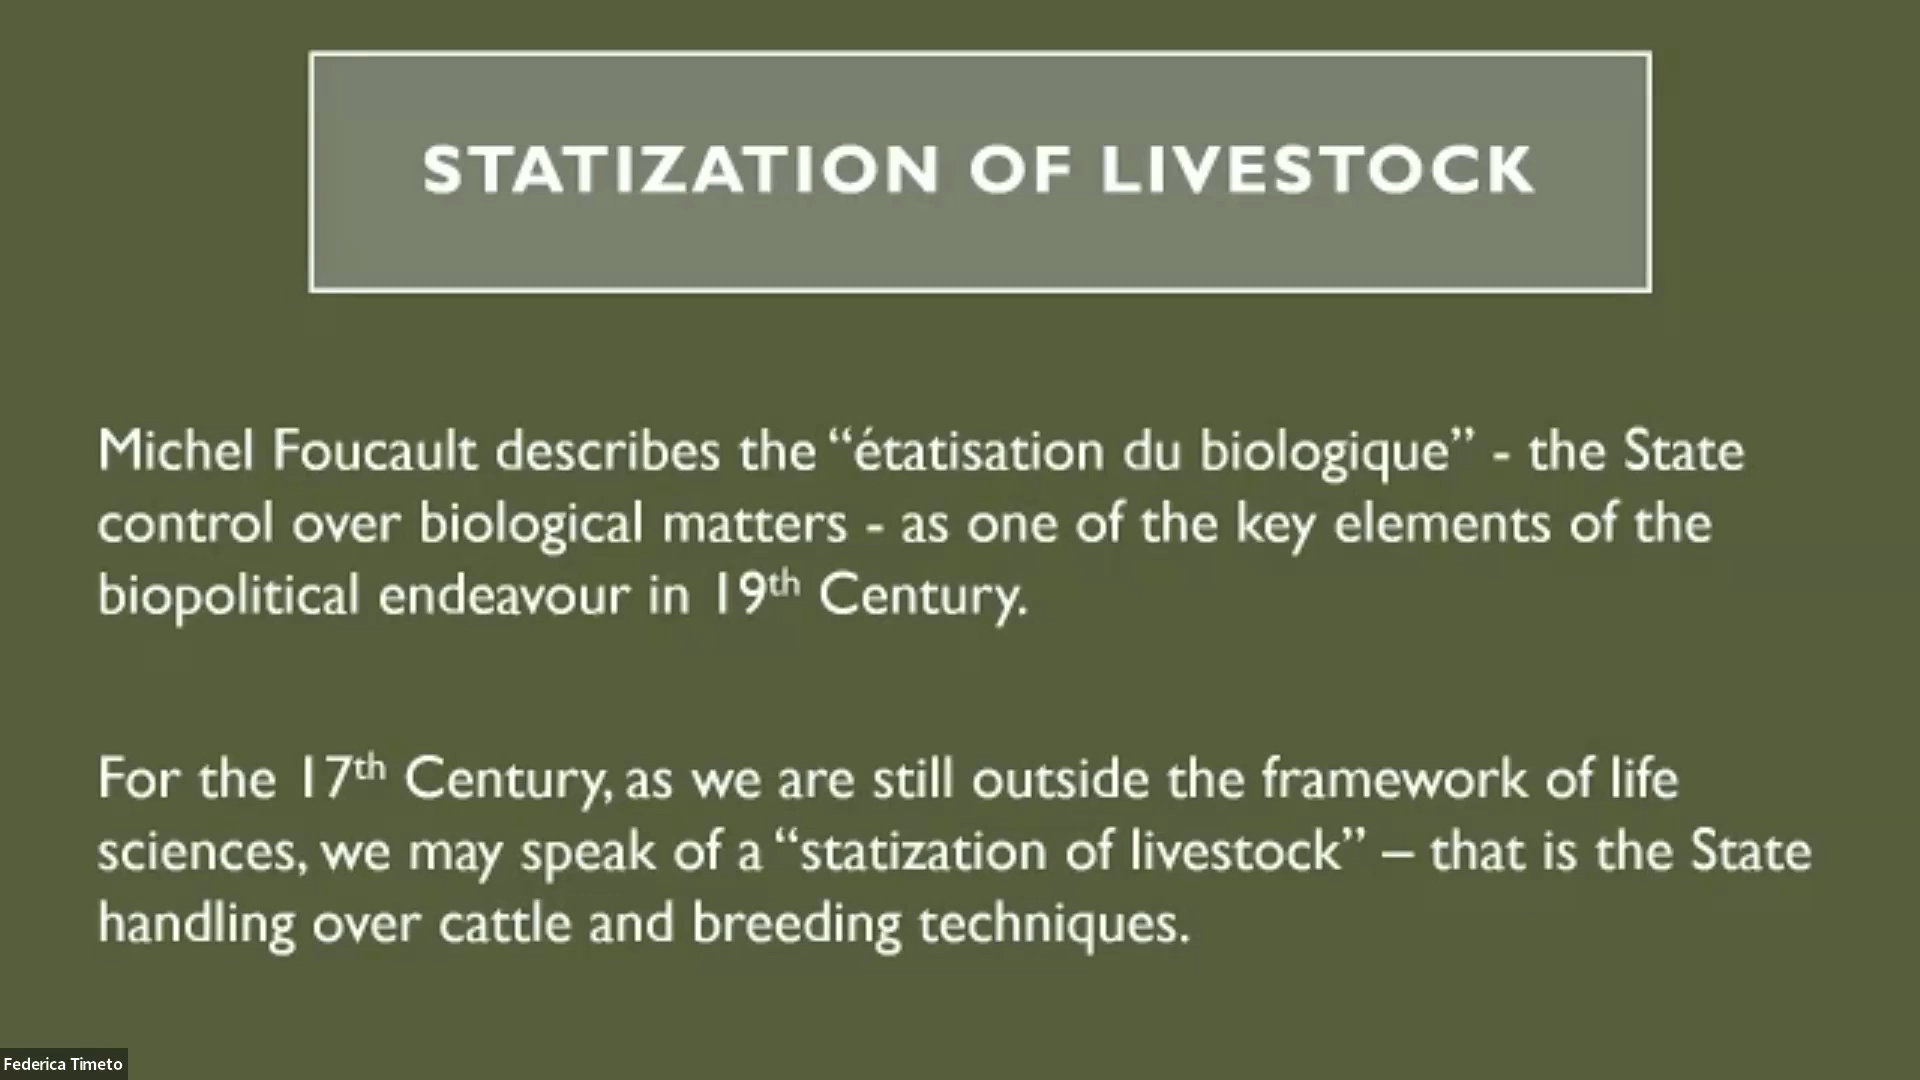 STATIZATION OF LIVESTOCK
Michel Foucault describes the “étatisation du biologique” - the State
control over biological matters - as one of the key elements of the
biopolitical endeavour in 19th Century.
For the 17th Century, as we are still outside the framework of life
sciences, we may speak of a “statization of livestock” – that is the State
handling over cattle and breeding techniques.
Federica Timeto